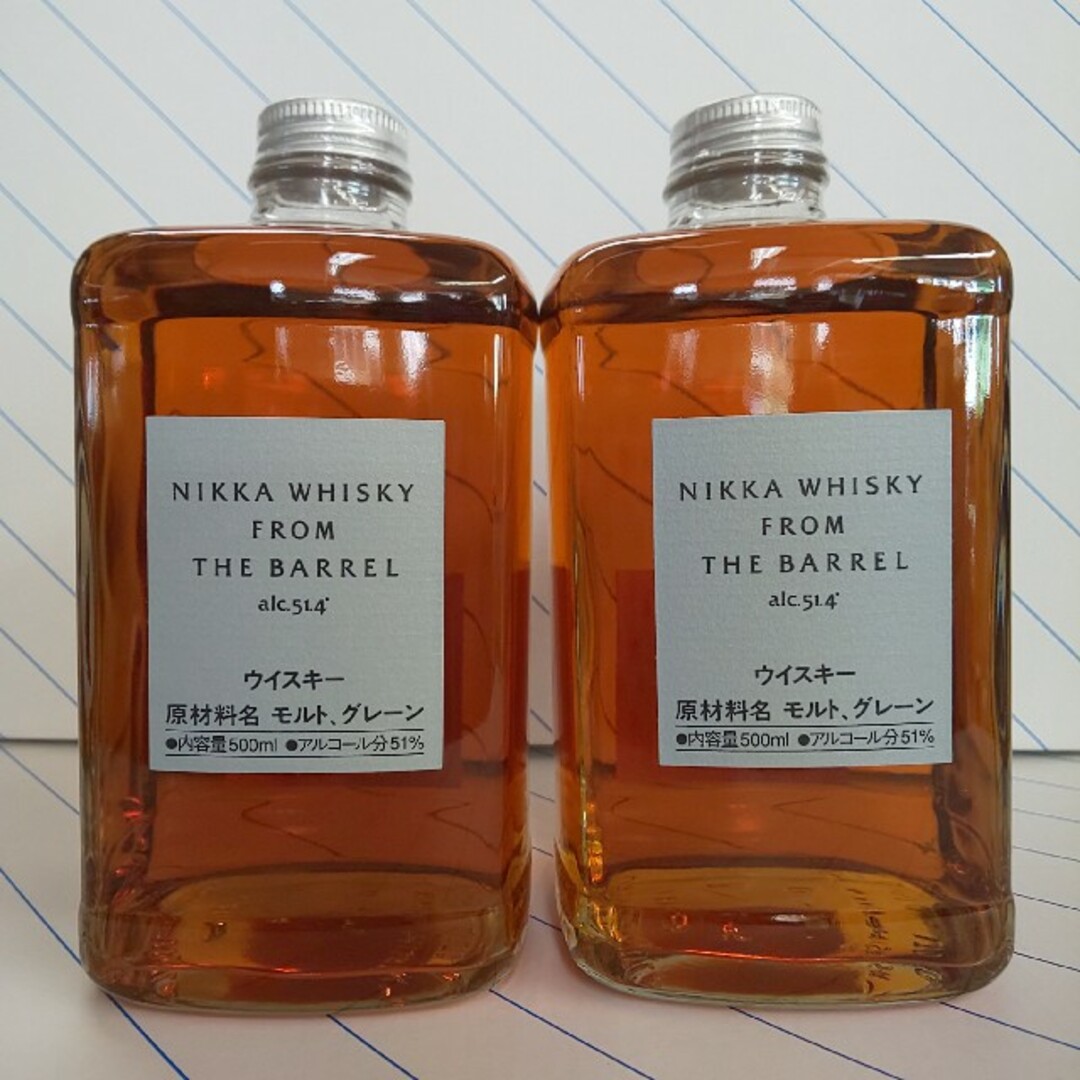 NIKKA WHISKY
FROM
THE BARREL
alc.51.4°
ウイスキー
原材料名 モルト、グレーン
●内容量500ml ●アルコール分51%
NIKKA WHISKY
FROM
THE BARREL
alc.51.4°
ウイスキー
原材料名 モルト、グレーン
●内容量500ml ●アルコール分51%